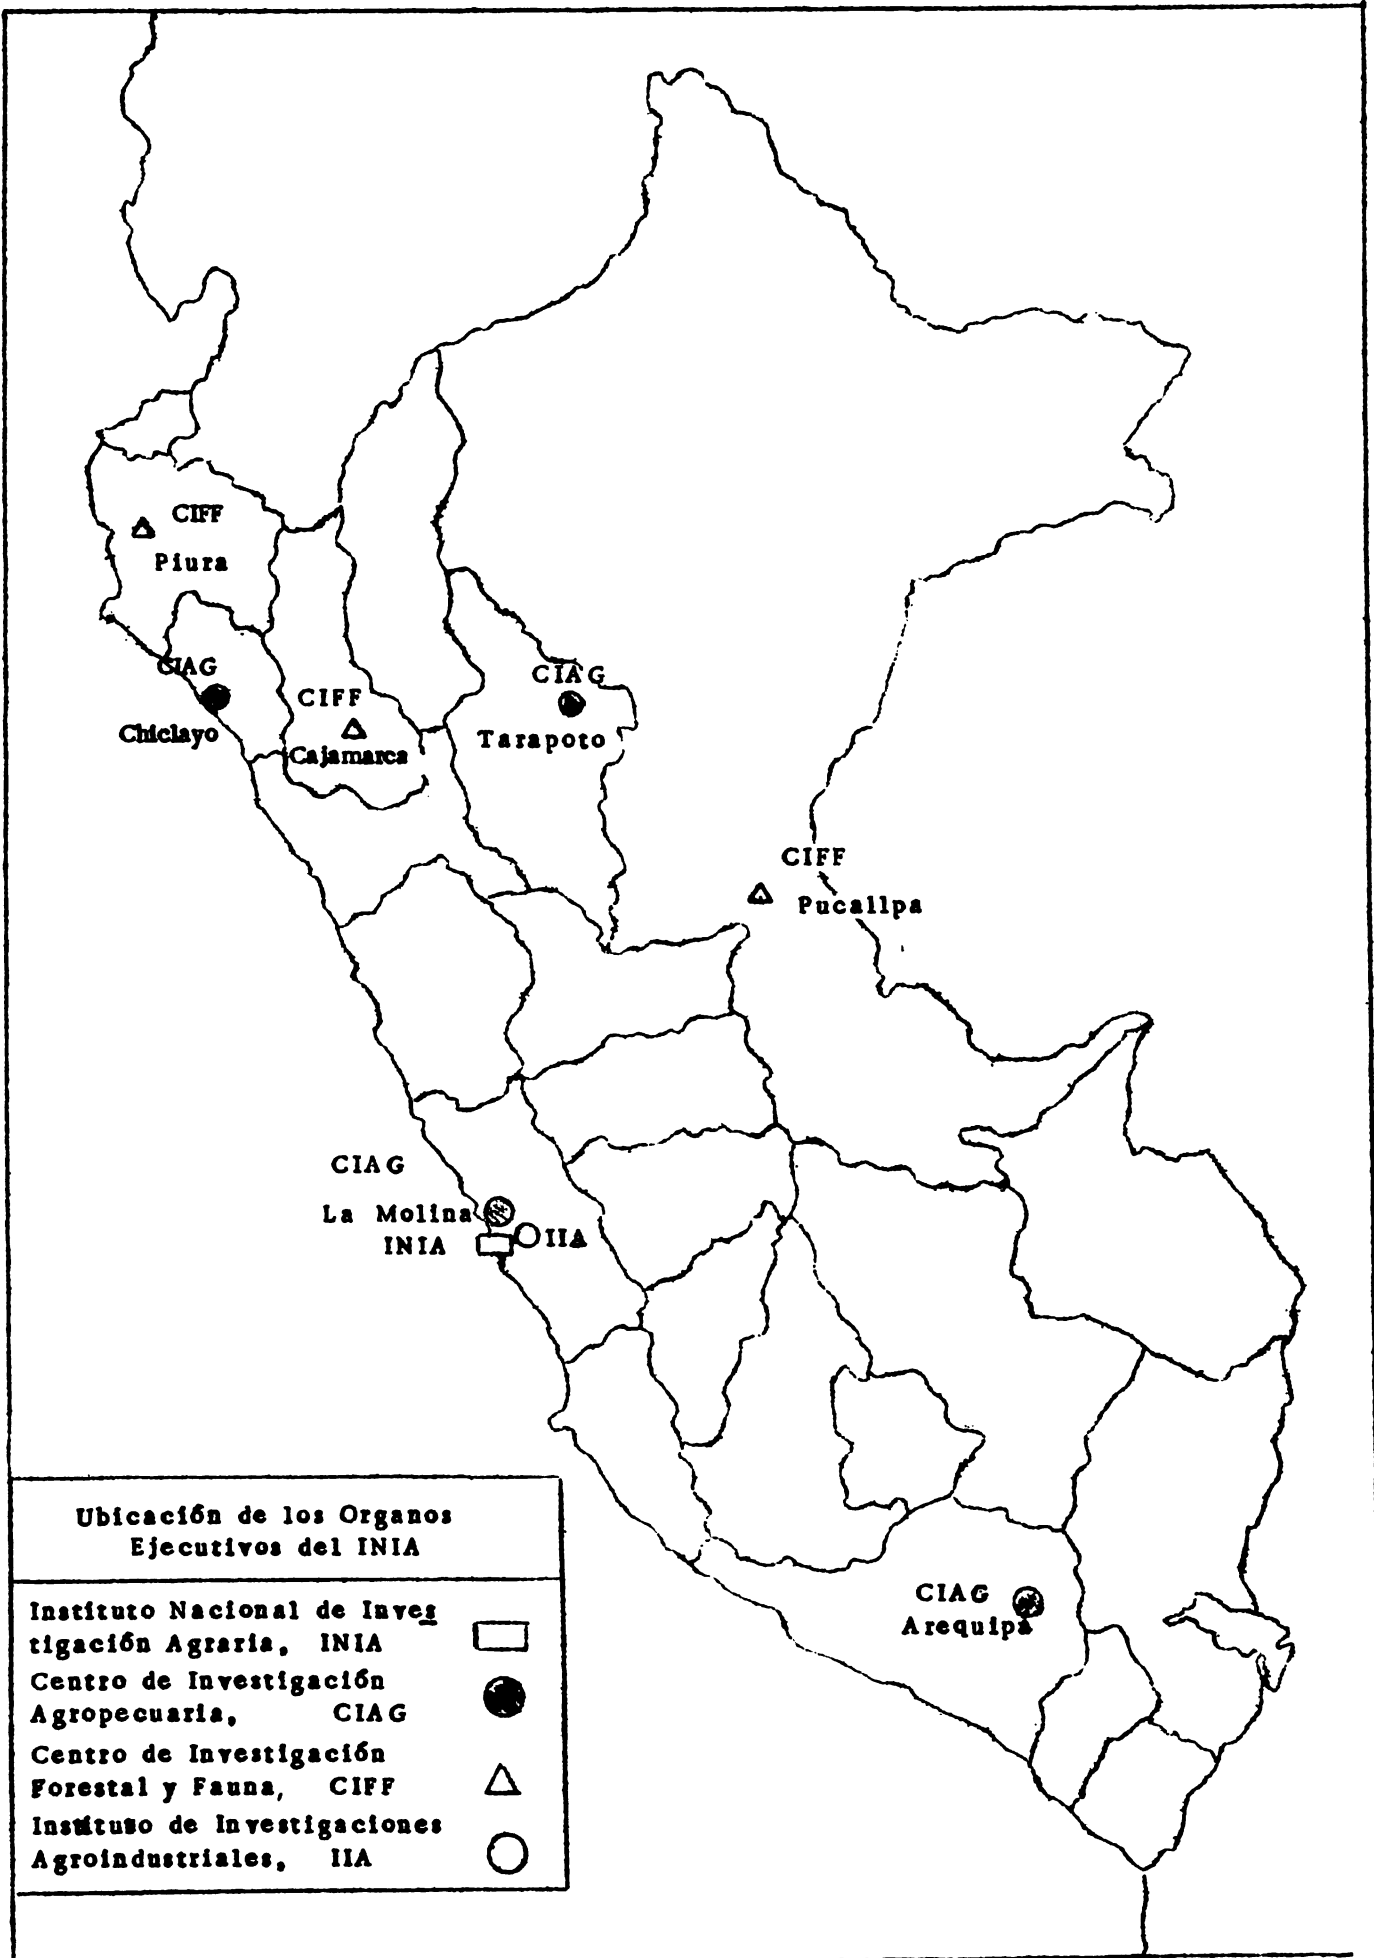 CIFF
Piura
CIAG
Chiclayo
CIFF
Cajamarca
CIAG
Tarapoto
CIFF
Pucallpa
CIAG
La Molina
INIA
IIA
CIAG
Arequipa
Ubicación de los Organos
Ejecutivos del INIA
Instituto Nacional de Inves
tigación Agraria, INIA
Centro de Investigación
Agropecuaria, CIAG
Centro de Investigación
Forestal y Fauna, CIFF
Instituto de Investigaciones
Agroindustriales, IIA